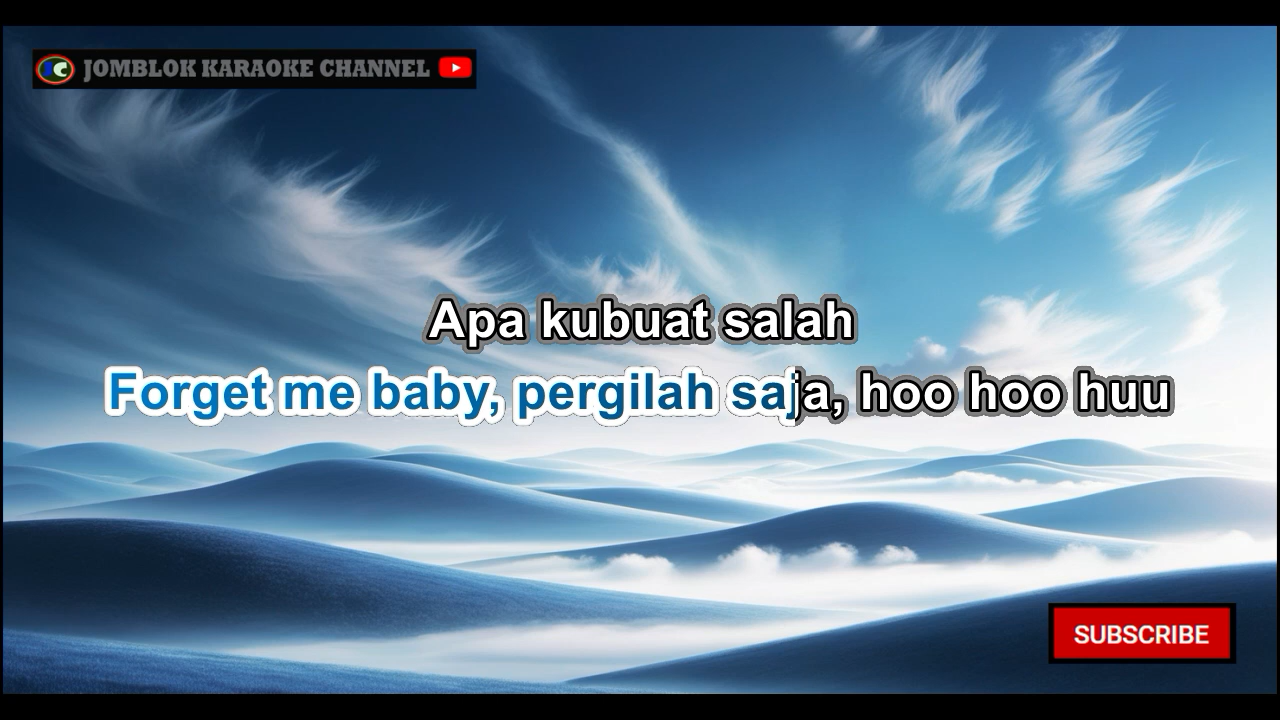 JOMBLOK KARAOKE CHANNEL
Apa kubuat salah
Forget me baby, pergilah saja, hoo hoo huu
SUBSCRIBE